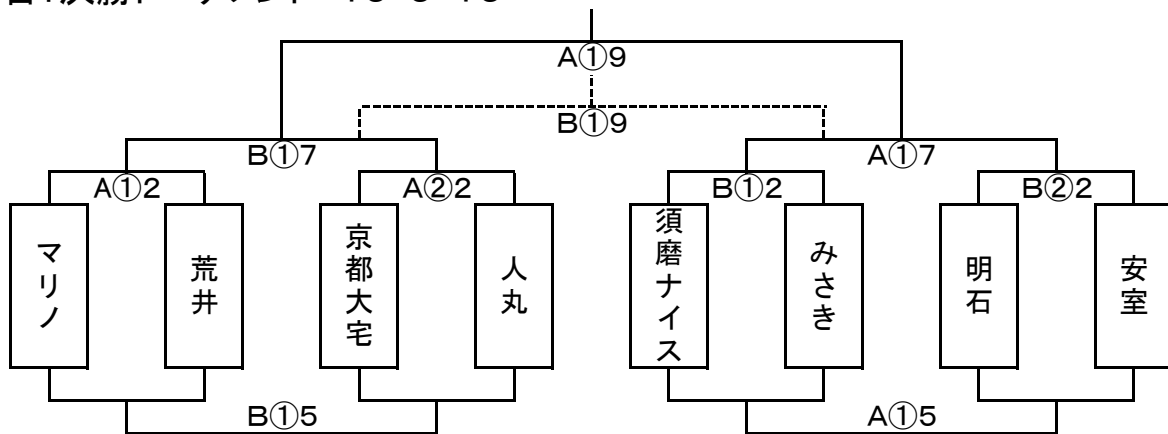 A①9
B①9
B①7
A①7
A①2
A②2
B①2
B②2
マリノ
荒井
京都大宅
人丸
須磨ナイス
みさき
明石
安室
B①5
A①5